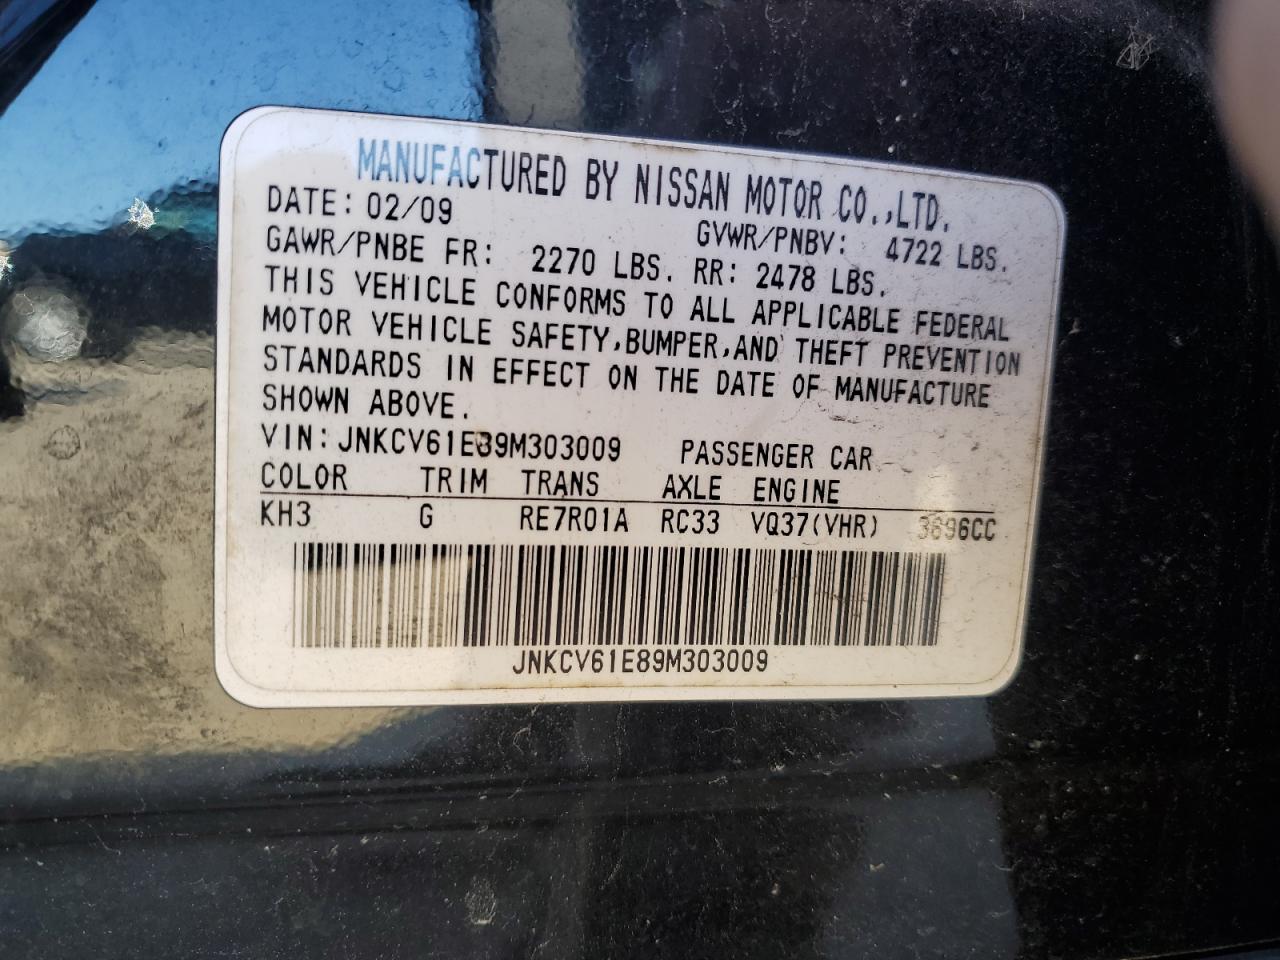 MANUFACTURED BY NISSAN MOTOR CO.,LTD.
DATE: 02/09 GVWR/PNBV: 4722 LBS.
GAWR/PNBE FR: 2270 LBS. RR: 2478 LBS.
THIS VEHICLE CONFORMS TO ALL APPLICABLE FEDERAL
MOTOR VEHICLE SAFETY,BUMPER,AND THEFT PREVENTION
STANDARDS IN EFFECT ON THE DATE OF MANUFACTURE
SHOWN ABOVE.
VIN: JNKCV61E89M303009 PASSENGER CAR
COLOR TRIM TRANS AXLE ENGINE
KH3 G RE7R01A RC33 VQ37(VHR) 3696CC
JNKCV61E89M303009